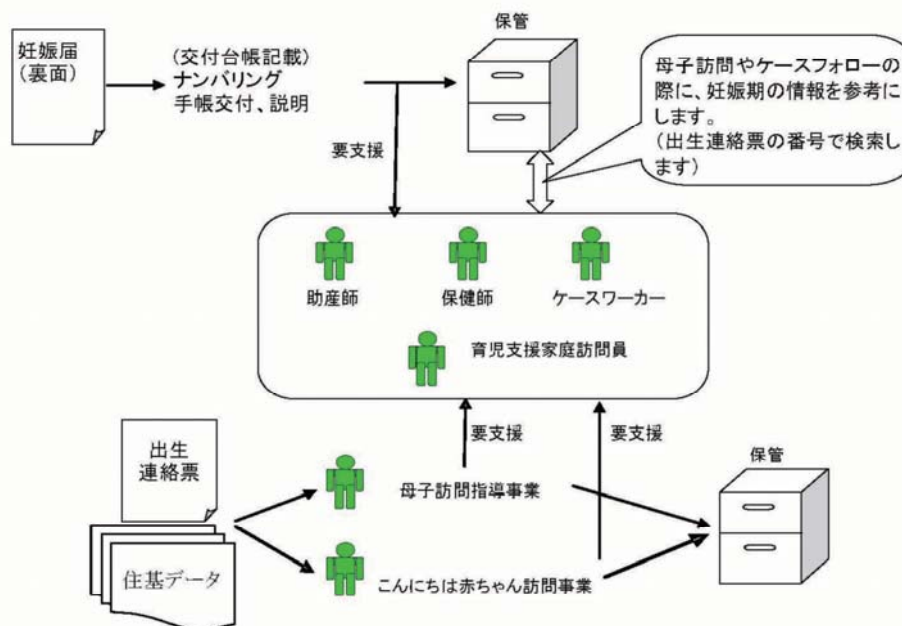 妊娠届
(裏面)
(交付台帳記載)
ナンバリング
手帳交付、説明
保管
要支援
母子訪問やケースフォローの
際に、妊娠期の情報を参考に
します。
(出生連絡票の番号で検索し
ます)
助産師
保健師
ケースワーカー
育児支援家庭訪問員
要支援
要支援
出生
連絡票
住基データ
母子訪問指導事業
こんにちは赤ちゃん訪問事業
保管